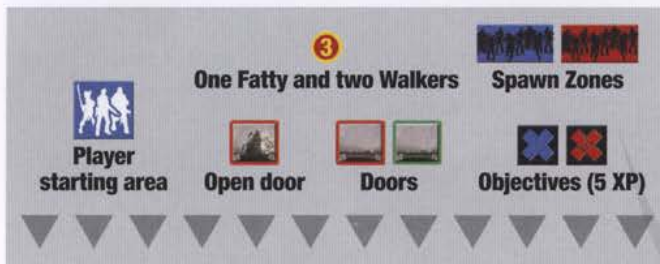 3
One Fatty and two Walkers
Spawn Zones
Player
starting area
Open door
Doors
Objectives (5 XP)